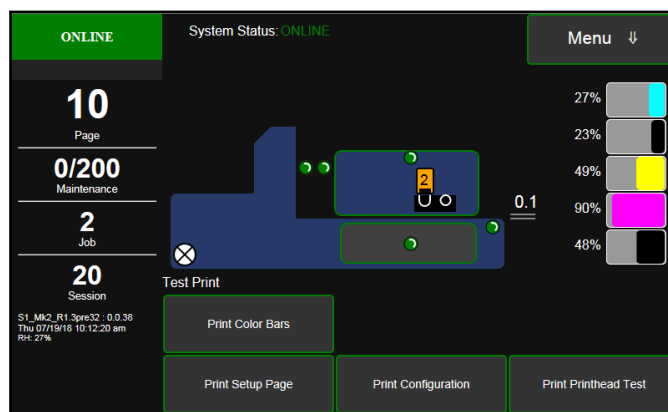 ONLINE
System Status: ONLINE
Menu ⇓
10
Page
0/200
Maintenance
2
Job
20
Session
S1_Mk2_R1.3pre32 : 0.0.38
Thu 07/19/18 10:12:20 am
RH: 27%
2
0.1
27%
23%
49%
90%
48%
Test Print
Print Color Bars
Print Setup Page
Print Configuration
Print Printhead Test